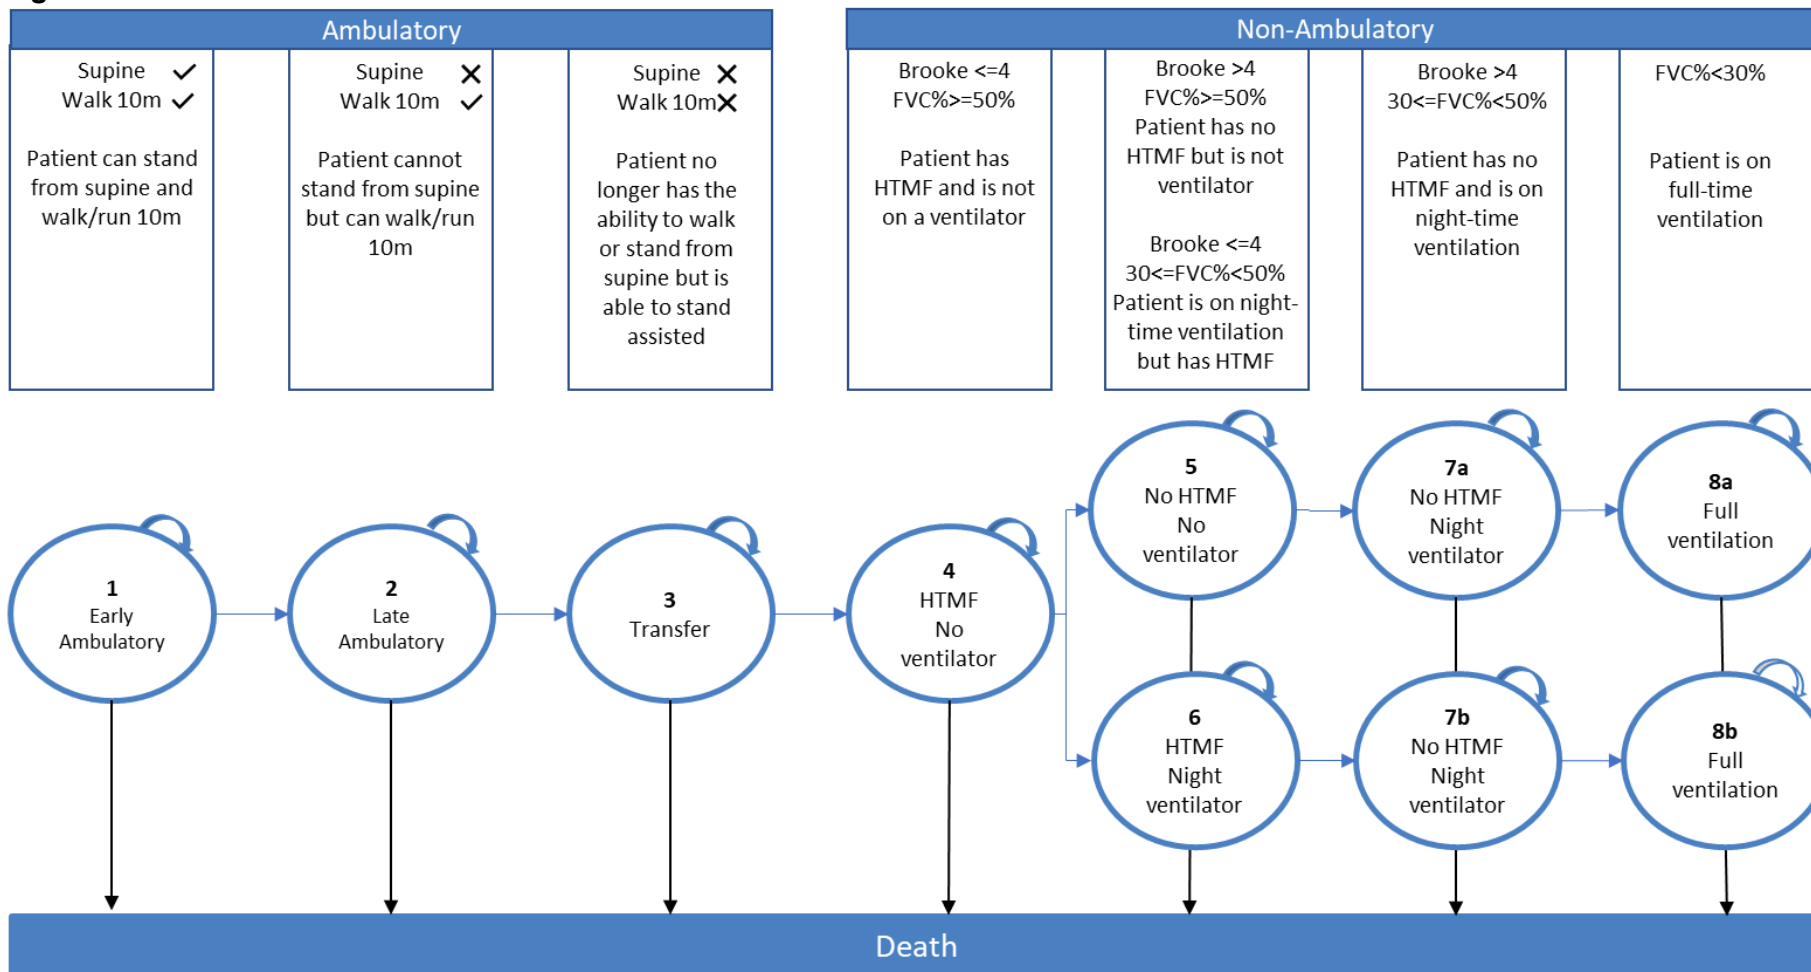 Ambulatory
Non-Ambulatory
Supine ✓
Walk 10m ✓
Patient can stand
from supine and
walk/run 10m
Supine ✕
Walk 10m ✓
Patient cannot
stand from supine
but can walk/run
10m
Supine ✕
Walk 10m ✕
Patient no
longer has the
ability to walk
or stand from
supine but is
able to stand
assisted
Brooke <=4
FVC%>=50%
Patient has
HTMF and is not
on a ventilator
Brooke >4
FVC%>=50%
Patient has no
HTMF but is not
ventilator
Brooke <=4
30<=FVC%<50%
Patient is on night-
time ventilation
but has HTMF
Brooke >4
30<=FVC%<50%
Patient has no
HTMF and is on
night-time
ventilation
FVC%<30%
Patient is on
full-time
ventilation
1
Early
Ambulatory
2
Late
Ambulatory
3
Transfer
4
HTMF
No
ventilator
5
No HTMF
No
ventilator
7a
No HTMF
Night
ventilator
8a
Full
ventilation
6
HTMF
Night
ventilator
7b
No HTMF
Night
ventilator
8b
Full
ventilation
Death